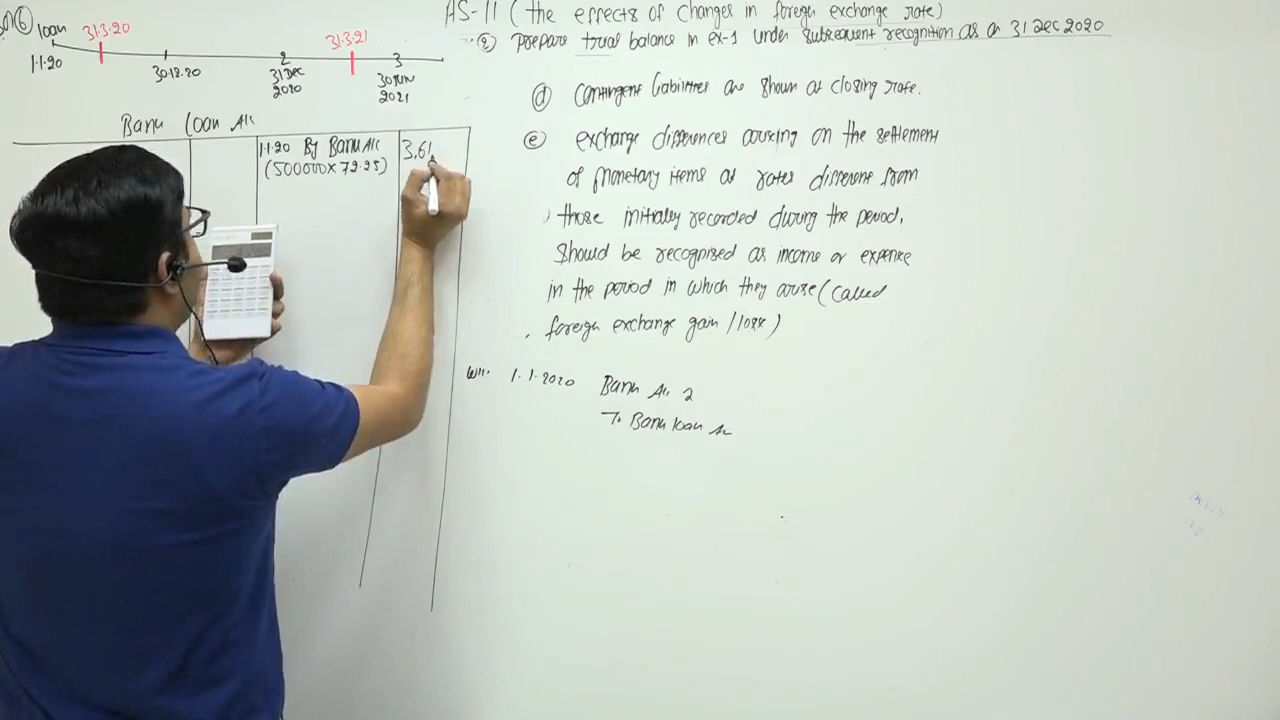 AS-11 (the effects of changes in foreign exchange rate)
Q) Prepare trial balance in ex-1 under subsequent recognition as on 31 Dec 2020
⑥ loan
31.3.20
31.3.21
1.1.20
30.12.20
2
31 Dec
2020
3
30 Jun
2021
Bank loan A/c
1.1.20 By Bank A/c
(500000 x 72.25)
3,61
d) contingent liabilities are shown at closing rate.
e) exchange differences arising on the settlement
of monetary items at rates different from
those initially recorded during the period,
should be recognised as income or expense
in the period in which they arise (called
foreign exchange gain / loss)
1.1.2020 Bank A/c
To Bank loan A/c